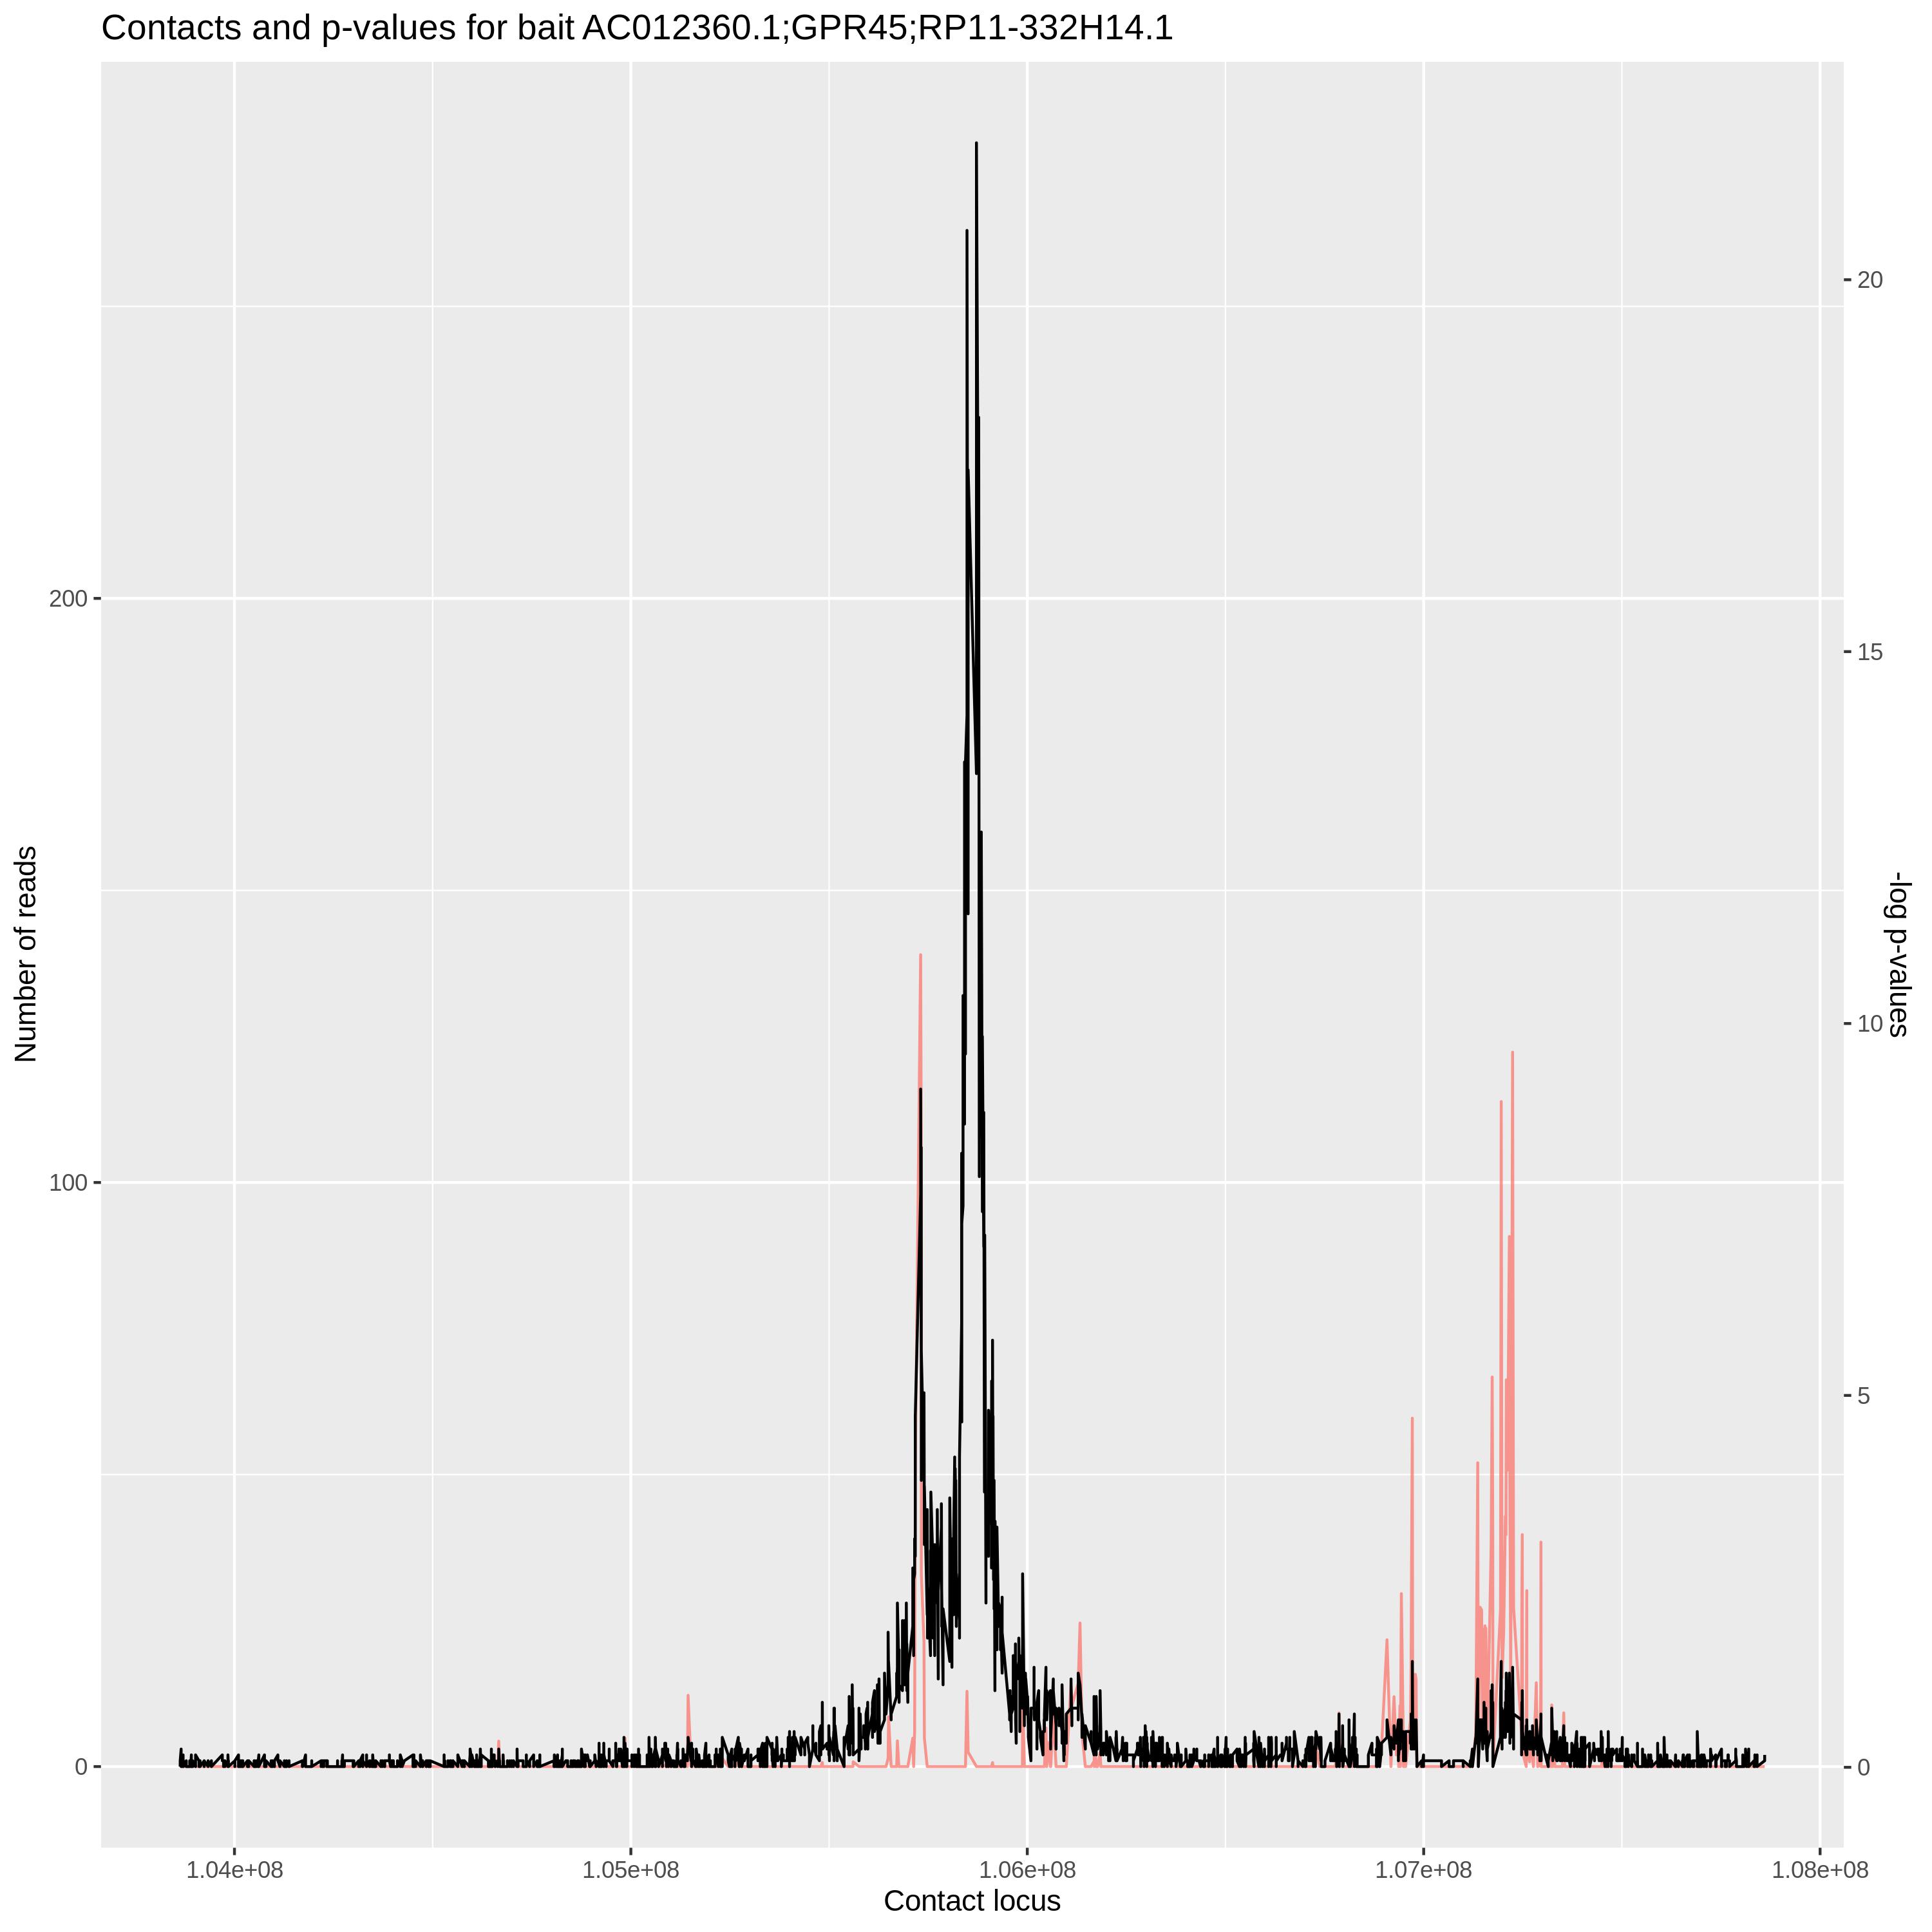 Contacts and p-values for bait AC012360.1;GPR45;RP11-332H14.1
Number of reads
200
100
0
20
15
10
5
0
-log p-values
1.04e+08
1.05e+08
1.06e+08
1.07e+08
1.08e+08
Contact locus